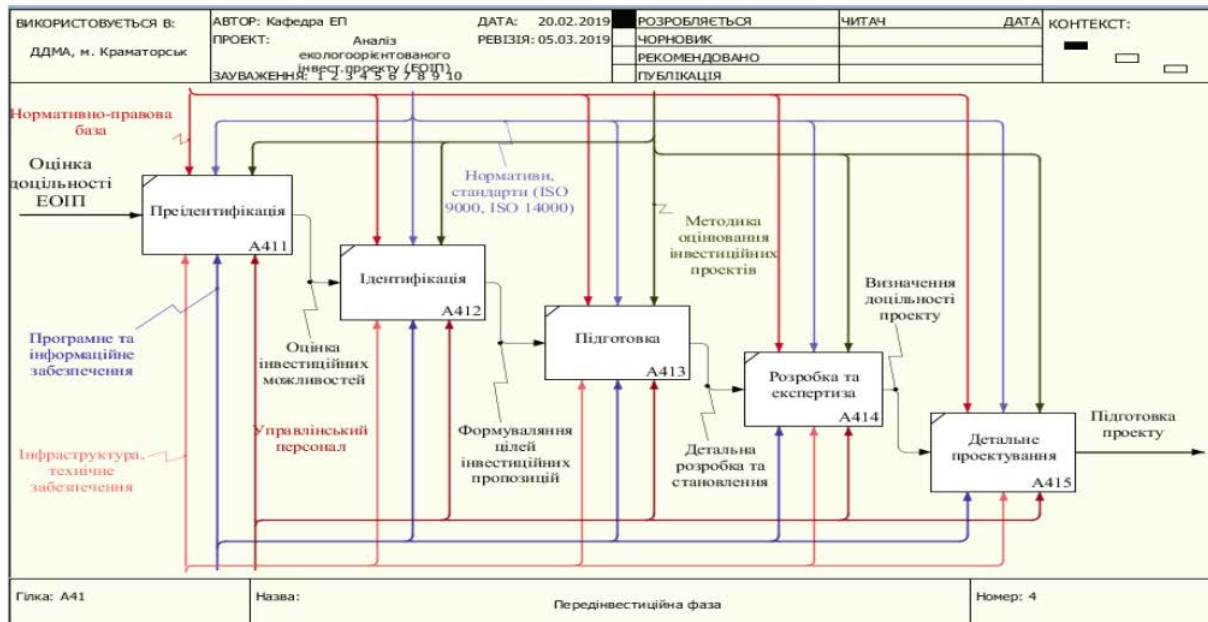 ВИКОРИСТОВУЄТЬСЯ В:
ДДМА, м. Краматорськ
АВТОР: Кафедра ЕП
ДАТА: 20.02.2019
ПРОЕКТ: Аналіз
екологоорієнтованого
інвест.проекту (ЕОІП)
РЕВІЗІЯ: 05.03.2019
ЗАУВАЖЕННЯ: 1 2 3 4 5 6 7 8 9 10
РОЗРОБЛЯЄТЬСЯ
ЧОРНОВИК
РЕКОМЕНДОВАНО
ПУБЛІКАЦІЯ
ЧИТАЧ
ДАТА
КОНТЕКСТ:
Нормативно-правова
база
Оцінка
доцільності
ЕОІП
Преідентифікація
A411
Нормативи,
стандарти (ISO
9000, ISO 14000)
Методика
оцінювання
інвестиційних
проектів
Ідентифікація
A412
Визначення
доцільності
проекту
Програмне та
інформаційне
забезпечення
Оцінка
інвестиційних
можливостей
Підготовка
A413
Розробка та
експертиза
A414
Управлінський
персонал
Формуваляння
цілей
інвестиційних
пропозицій
Детальна
розробка та
становлення
Підготовка
проекту
Детальне
проектування
A415
Інфраструктура,
технічне
забезпечення
Гілка: A41
Назва:
Передінвестиційна фаза
Номер: 4